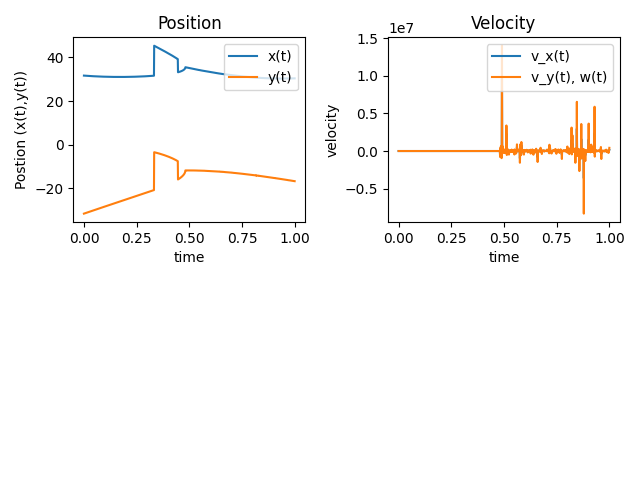 Position
Postion (x(t),y(t))
40
20
0
−20
x(t)
y(t)
0.00 0.25 0.50 0.75 1.00
time
Velocity
1e7
velocity
1.5
1.0
0.5
0.0
−0.5
v_x(t)
v_y(t), w(t)
0.00 0.25 0.50 0.75 1.00
time